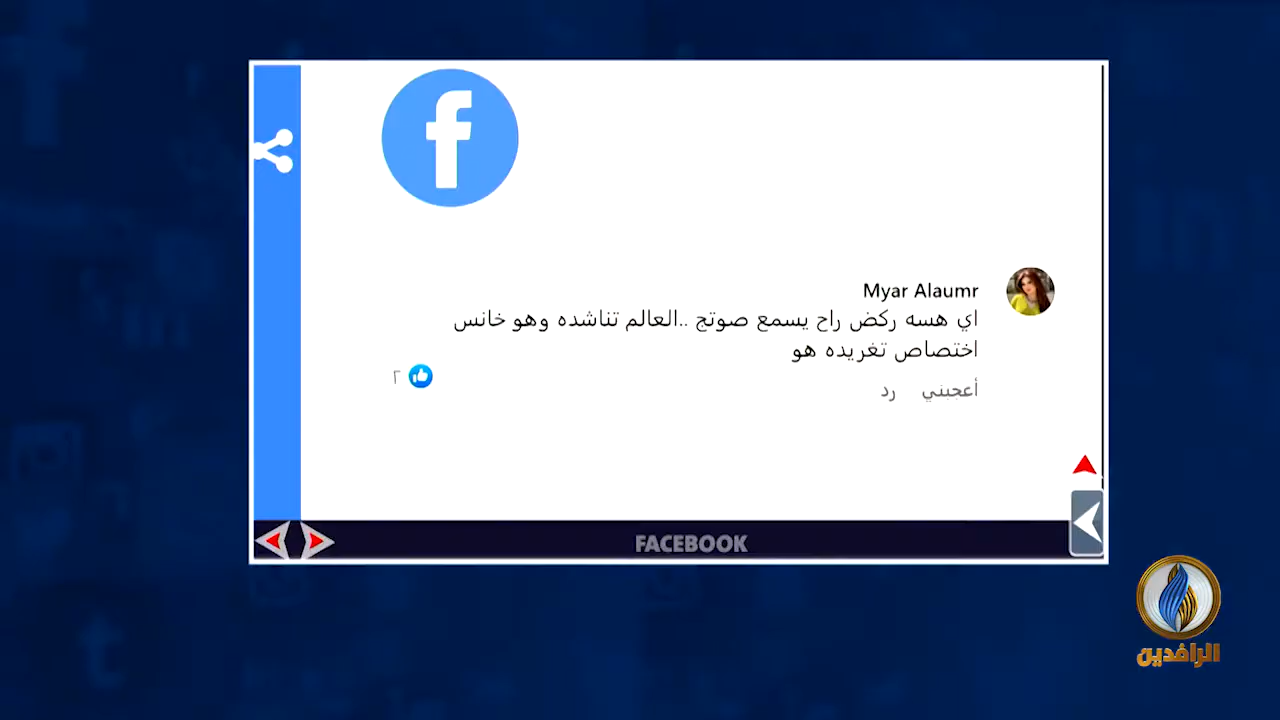 Myar Alaumr
اي هسه ركض راح يسمع صوتج ..العالم تناشده وهو خانس
اختصاص تغريده هو
٢
أعجبني رد
FACEBOOK
الرافدين